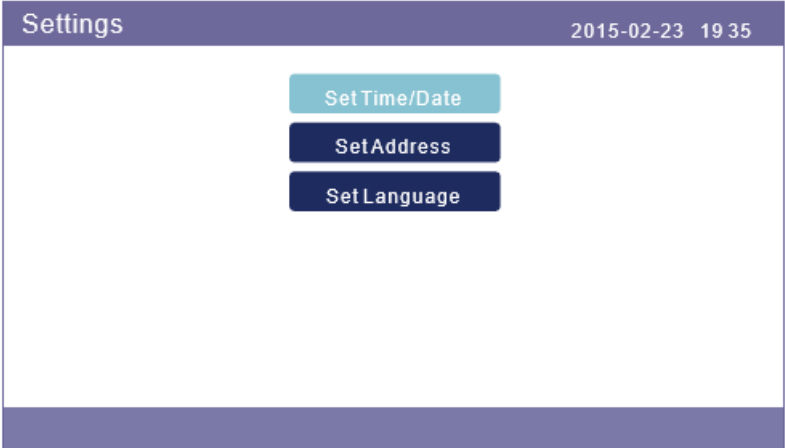 Settings
2015-02-23 19 35
Set Time/Date
Set Address
Set Language